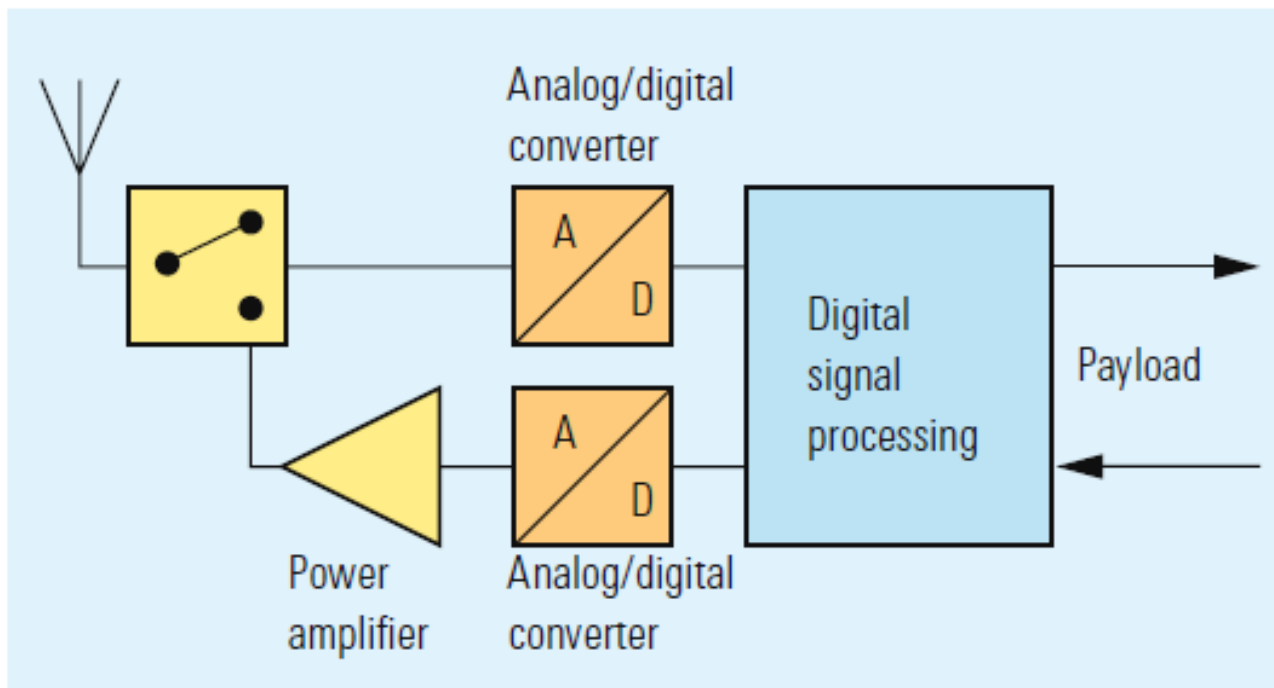 Analog/digital
converter
A
D
Digital
signal
processing
Payload
A
D
Power
amplifier
Analog/digital
converter